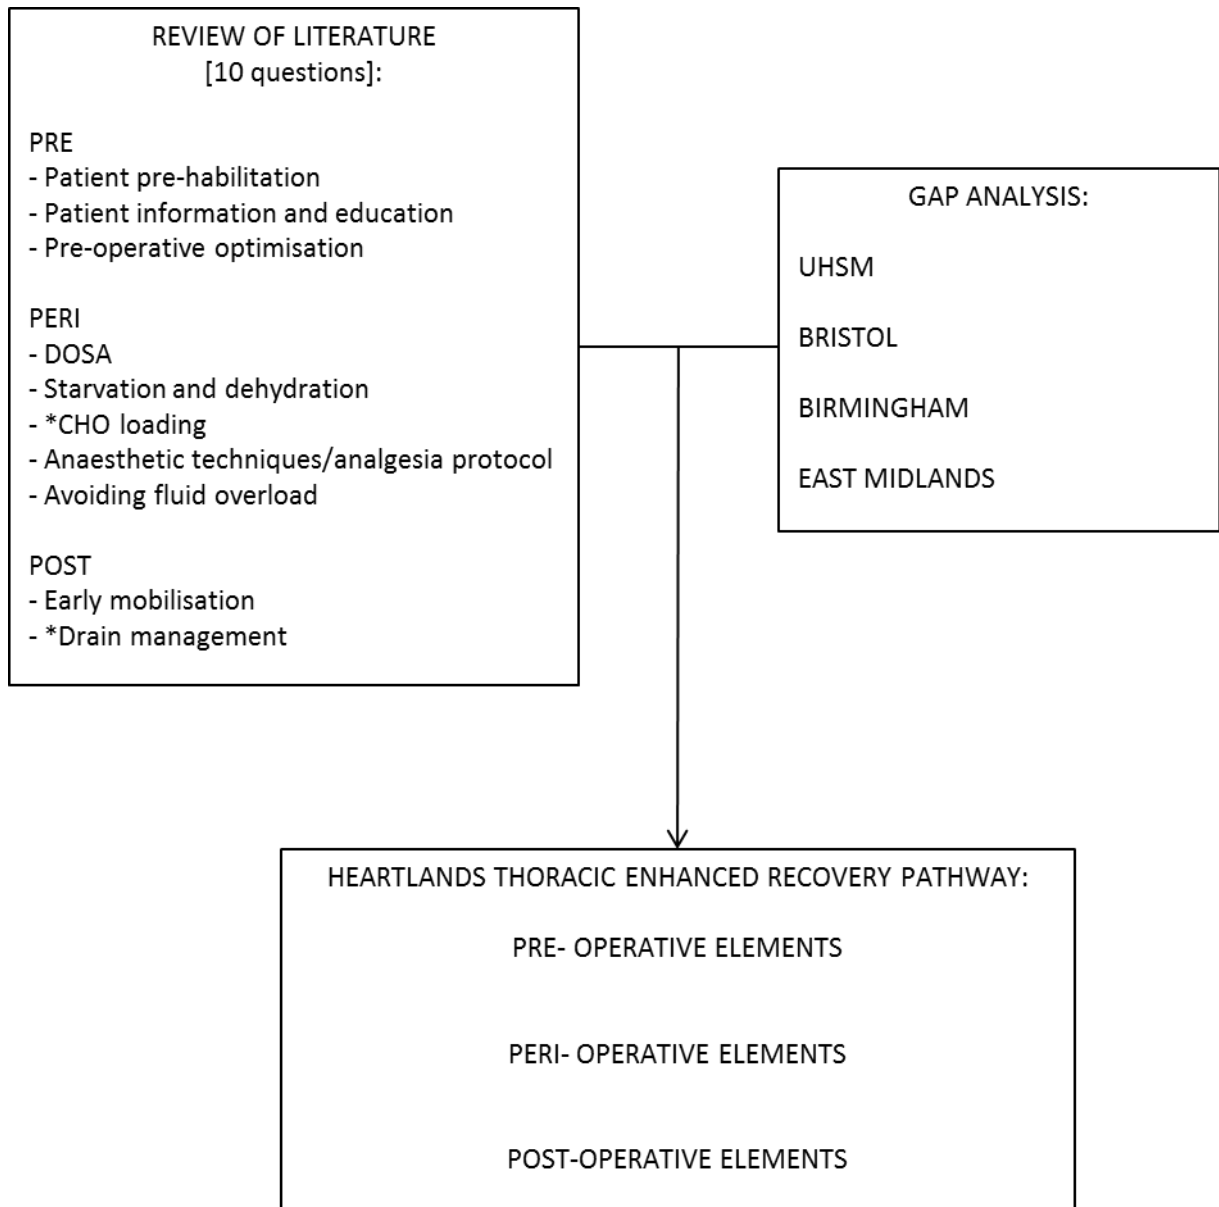 REVIEW OF LITERATURE
[10 questions]:
PRE
- Patient pre-habilitation
- Patient information and education
- Pre-operative optimisation
PERI
- DOSA
- Starvation and dehydration
- *CHO loading
- Anaesthetic techniques/analgesia protocol
- Avoiding fluid overload
POST
- Early mobilisation
- *Drain management
GAP ANALYSIS:
UHSM
BRISTOL
BIRMINGHAM
EAST MIDLANDS
HEARTLANDS THORACIC ENHANCED RECOVERY PATHWAY:
PRE- OPERATIVE ELEMENTS
PERI- OPERATIVE ELEMENTS
POST-OPERATIVE ELEMENTS